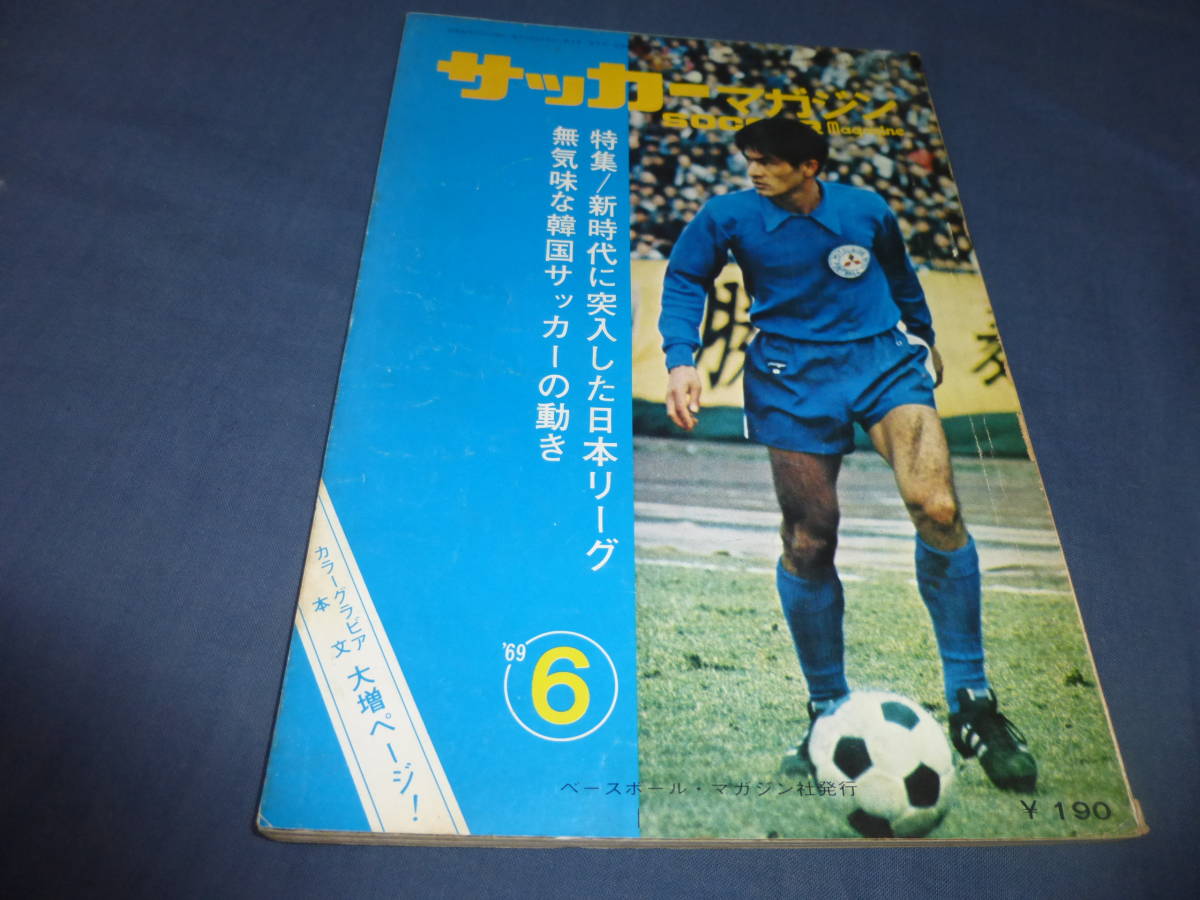 サッカーマガジン
SOCCER Magazine
特集/新時代に突入した日本リーグ
無気味な韓国サッカーの動き
カラーグラビア
本文
大増ページ!
'69
6
勝
ベースボール・マガジン社発行
¥190